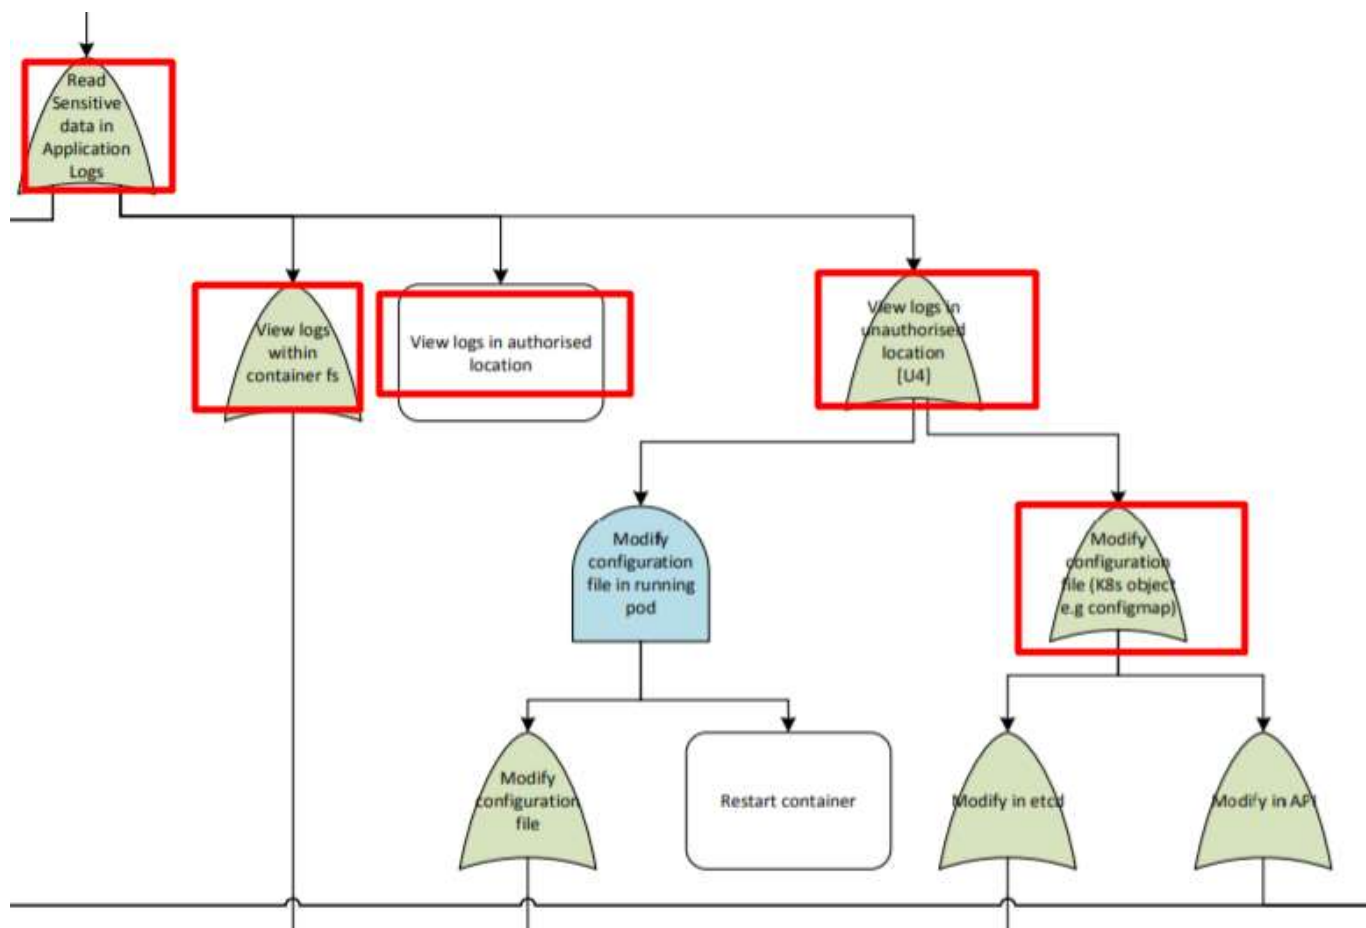 Read
Sensitive
data in
Application
Logs
View logs
within
container fs
View logs in authorised
location
View logs in
unauthorised
location
[U4]
Modify
configuration
file in running
pod
Modify
configuration
file (K8s object
e.g configmap)
Modify
configuration
file
Restart container
Modify in etcd
Modify in API